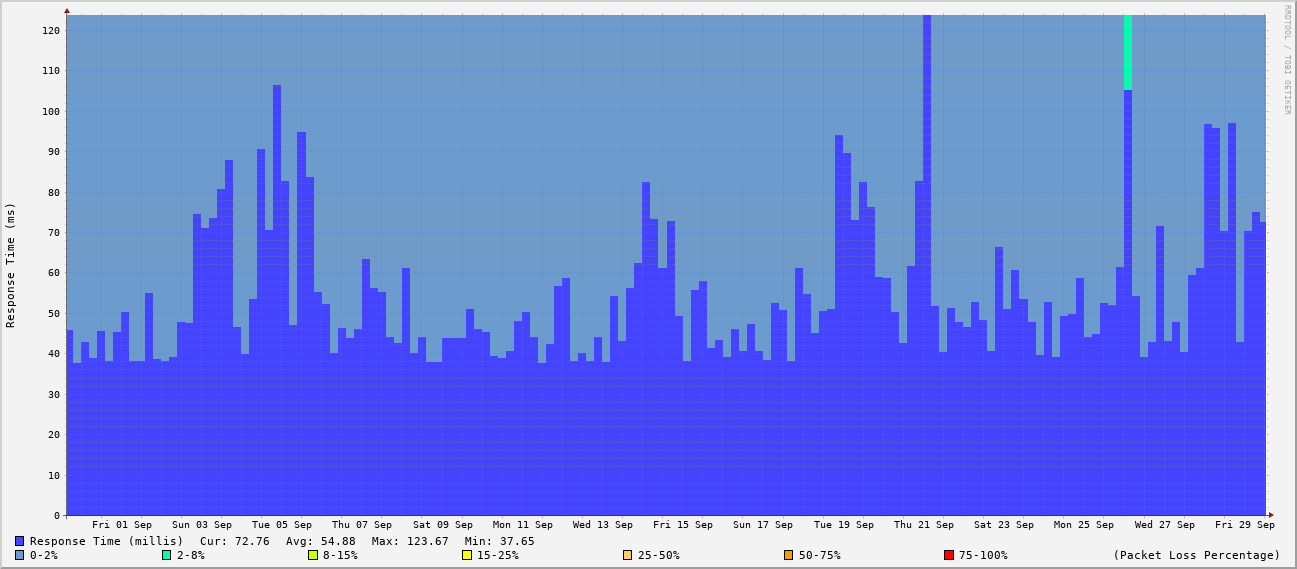 RRDTOOL / TOBI OETIKER
Response Time (ms)
120
110
100
90
80
70
60
50
40
30
20
10
0
Fri 01 Sep Sun 03 Sep Tue 05 Sep Thu 07 Sep Sat 09 Sep Mon 11 Sep Wed 13 Sep Fri 15 Sep Sun 17 Sep Tue 19 Sep Thu 21 Sep Sat 23 Sep Mon 25 Sep Wed 27 Sep Fri 29 Sep
Response Time (millis) Cur: 72.76 Avg: 54.88 Max: 123.67 Min: 37.65
0-2% 2-8% 8-15% 15-25% 25-50% 50-75% 75-100% (Packet Loss Percentage)